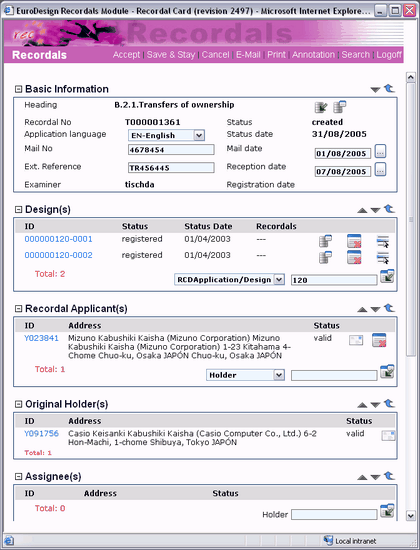 EuroDesign Recordals Module - Recordal Card (revision 2497) - Microsoft Internet Explore...
Recordals
Recordals
Accept | Save & Stay | Cancel | E-Mail | Print | Annotation | Search | Logoff
Basic Information
Heading B.2.1.Transfers of ownership
Recordal No T000001361 Status created
Application language EN-English Status date 31/08/2005
Mail No 4678454 Mail date 01/08/2005 ...
Ext. Reference TR456445 Reception date 07/08/2005 ...
Examiner tischda Registration date
Design(s)
ID Status Status Date Recordals
000000120-0001 registered 01/04/2003 ---
000000120-0002 registered 01/04/2003 ---
Total: 2
RCDApplication/Design 120
Recordal Applicant(s)
ID Address Status
Y023841 Mizuno Kabushiki Kaisha (Mizuno Corporation) Mizuno valid
Kabushiki Kaisha (Mizuno Corporation) 1-23 Kitahama 4-
Chome Chuo-ku, Osaka JAPÓN Chuo-ku, Osaka JAPÓN
Total: 1
Holder
Original Holder(s)
ID Address Status
Y091756 Casio Keisanki Kabushiki Kaisha (Casio Computer Co., Ltd.) 6-2 valid
Hon-Machi, 1-chome Shibuya, Tokyo JAPÓN
Total: 1
Assignee(s)
ID Address Status
Total: 0
Holder
Local intranet